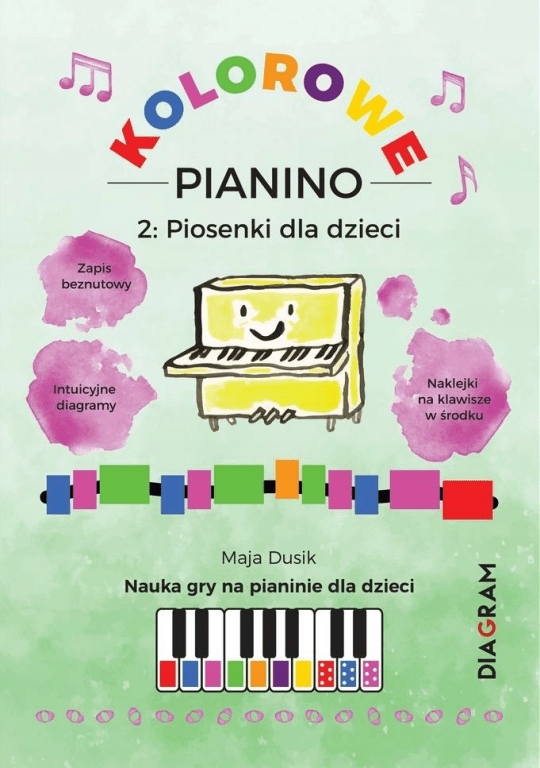 KOLOROWE
PIANINO
2: Piosenki dla dzieci
Zapis
beznutowy
Intuicyjne
diagramy
Naklejki
na klawisze
w środku
Maja Dusik
Nauka gry na pianinie dla dzieci
DIAGRAM